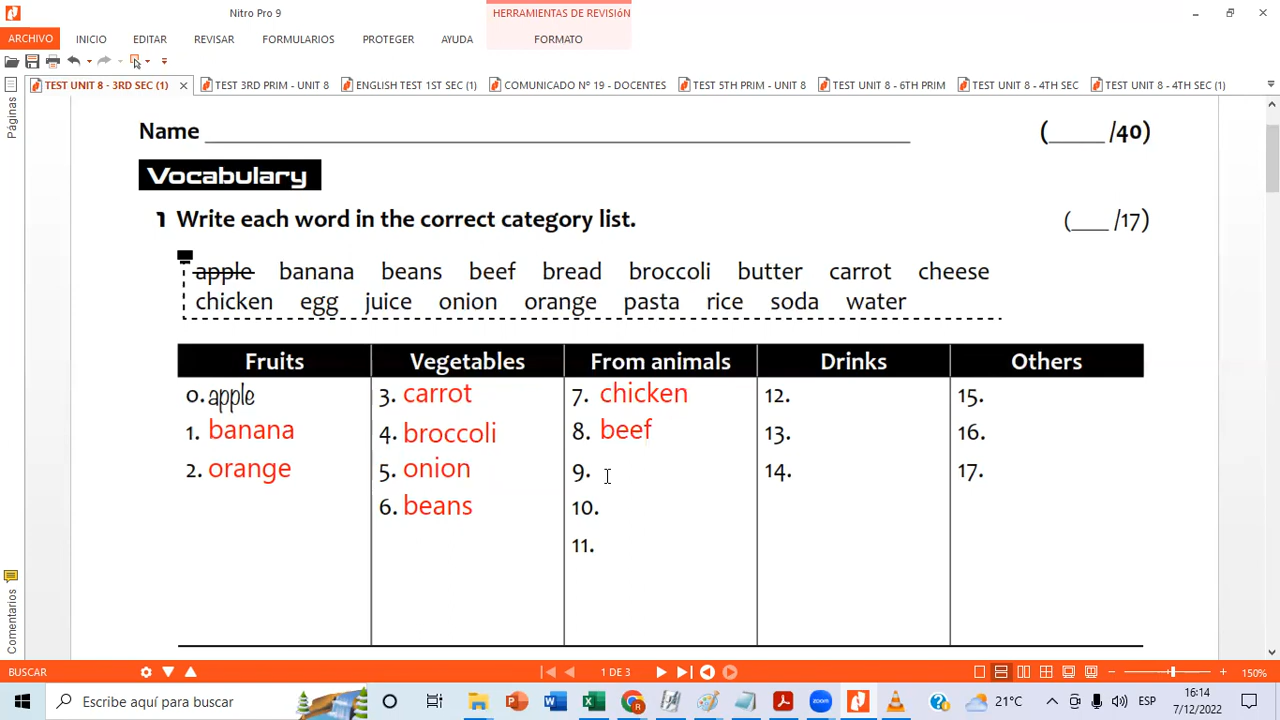 Nitro Pro 9
HERRAMIENTAS DE REVISIÓN
ARCHIVO INICIO EDITAR REVISAR FORMULARIOS PROTEGER AYUDA FORMATO
TEST UNIT 8 - 3RD SEC (1) TEST 3RD PRIM - UNIT 8 ENGLISH TEST 1ST SEC (1) COMUNICADO Nº 19 - DOCENTES TEST 5TH PRIM - UNIT 8 TEST UNIT 8 - 6TH PRIM TEST UNIT 8 - 4TH SEC TEST UNIT 8 - 4TH SEC (1)
Páginas
Name ____ (____ /40)
Vocabulary
1 Write each word in the correct category list. (___ /17)
apple banana beans beef bread broccoli butter carrot cheese
chicken egg juice onion orange pasta rice soda water
Fruits Vegetables From animals Drinks Others
0. apple 3. carrot 7. chicken 12. 15.
1. banana 4. broccoli 8. beef 13. 16.
2. orange 5. onion 9. 14. 17.
6. beans 10.
11.
Comentarios
BUSCAR 1 DE 3 150%
Escribe aquí para buscar 21°C ESP 16:14
7/12/2022